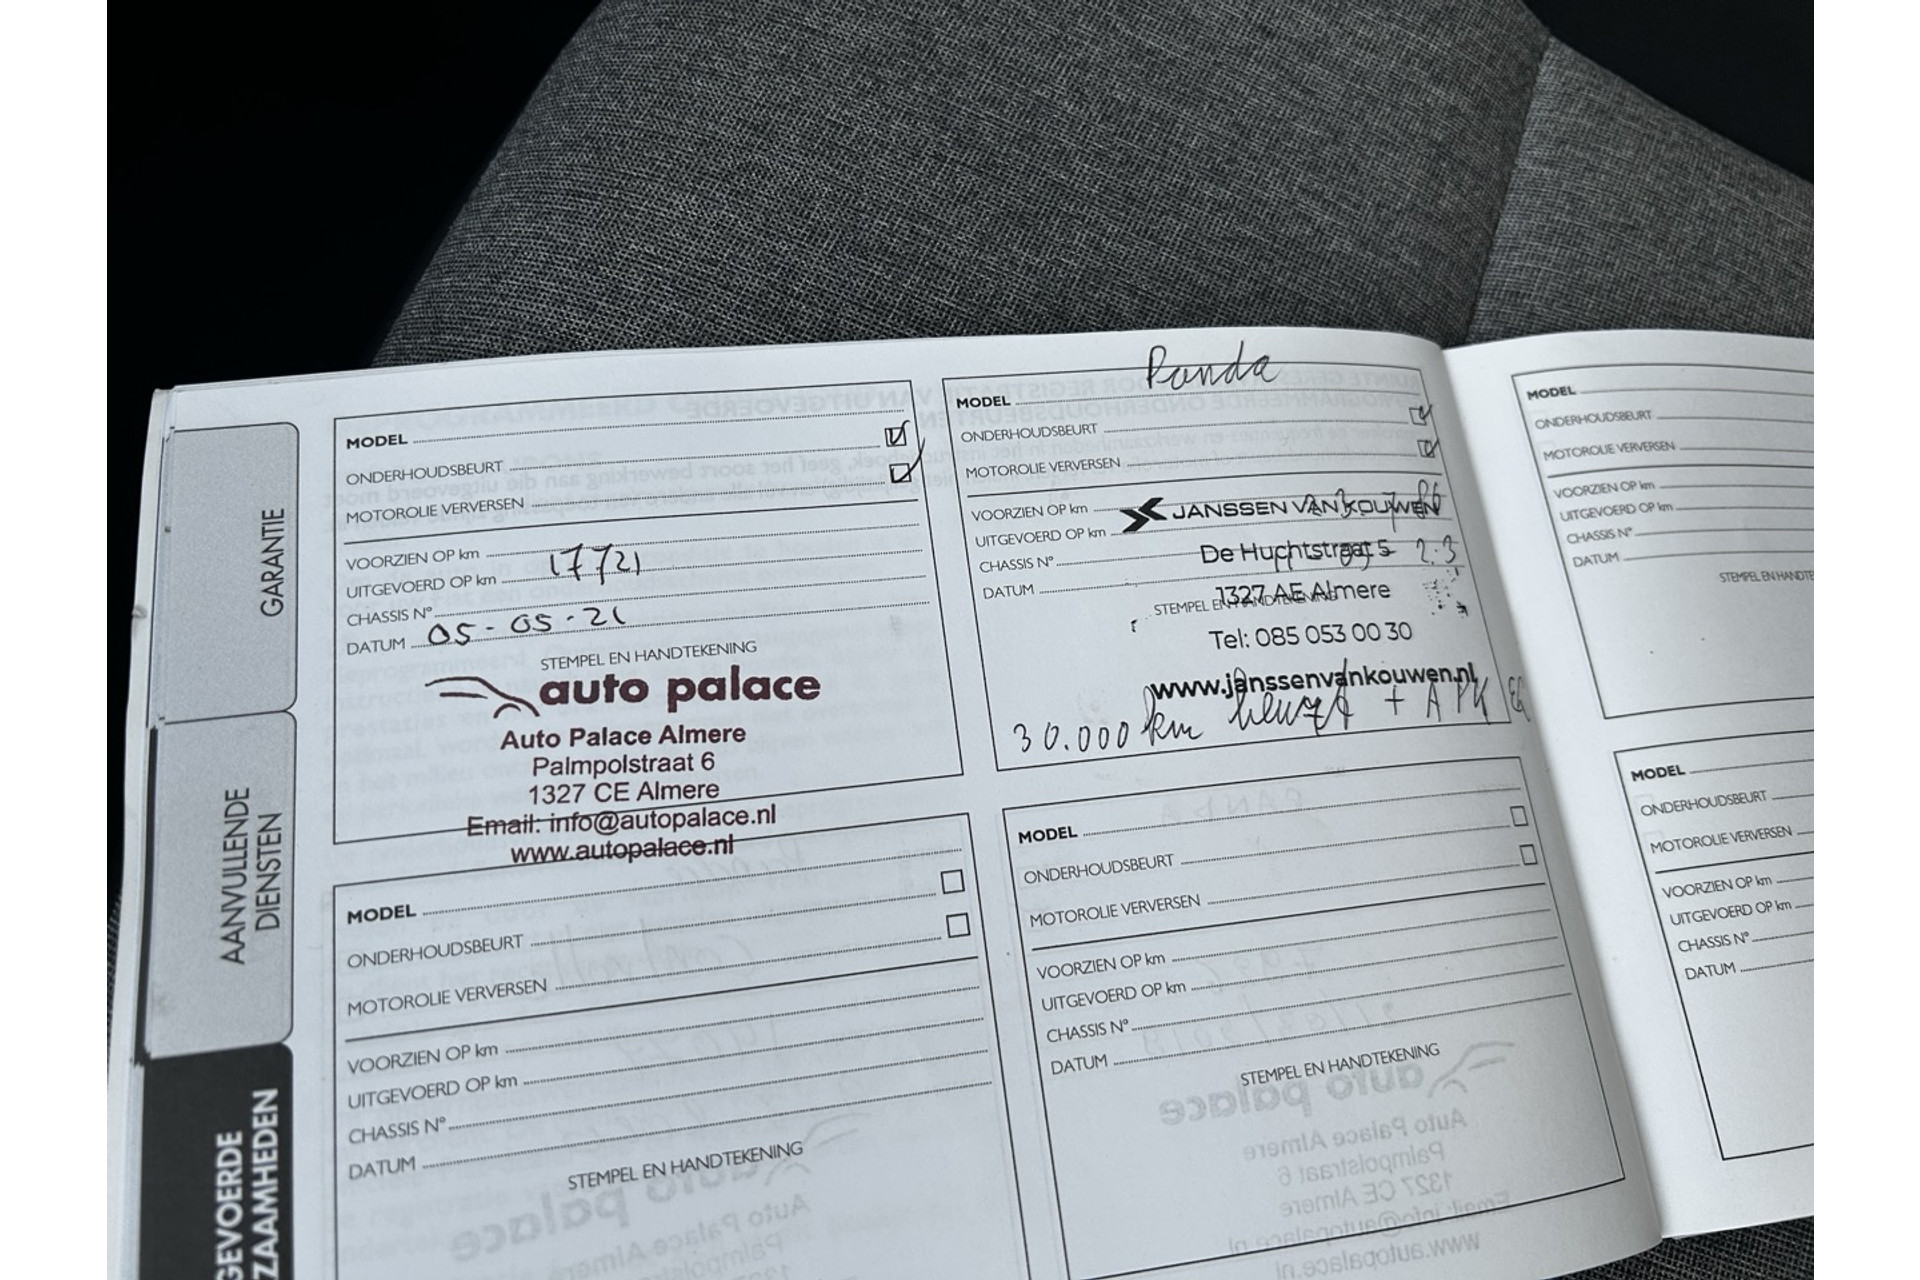 GARANTIE
AANVULLENDE
DIENSTEN
GEVOERDE
ZAAMHEDEN
MODEL
ONDERHOUDSBEURT
MOTOROLIE VERVERSEN
VOORZIEN OP km
UITGEVOERD OP km 17721
CHASSIS N°
DATUM 05-05-21
STEMPEL EN HANDTEKENING
auto palace
Auto Palace Almere
Palmpolstraat 6
1327 CE Almere
Email: info@autopalace.nl
www.autopalace.nl
MODEL Panda
ONDERHOUDSBEURT
MOTOROLIE VERVERSEN
VOORZIEN OP km
UITGEVOERD OP km
CHASSIS N°
DATUM
STEMPEL EN HANDTEKENING
JANSSEN VAN KOUWEN
De Huchtstraat 5
1327 AE Almere
Tel: 085 053 00 30
www.janssenvankouwen.nl
30.000 km beurt + APK
MODEL
ONDERHOUDSBEURT
MOTOROLIE VERVERSEN
VOORZIEN OP km
UITGEVOERD OP km
CHASSIS N°
DATUM
STEMPEL EN HANDTEKENING
MODEL
ONDERHOUDSBEURT
MOTOROLIE VERVERSEN
VOORZIEN OP km
UITGEVOERD OP km
CHASSIS N°
DATUM
STEMPEL EN HANDTEKENING
MODEL
ONDERHOUDSBEURT
MOTOROLIE VERVERSEN
VOORZIEN OP km
UITGEVOERD OP km
CHASSIS N°
DATUM
STEMPEL EN HANDTE
MODEL
ONDERHOUDSBEURT
MOTOROLIE VERVERSEN
VOORZIEN OP km
UITGEVOERD OP km
CHASSIS N°
DATUM